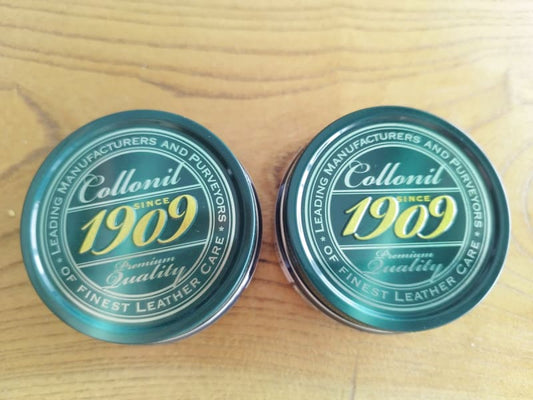 LEADING MANUFACTURERS AND PURVEYORS
Collonil
SINCE
1909
Premium
Quality
OF FINEST LEATHER CARE
LEADING MANUFACTURERS AND PURVEYORS
Collonil
SINCE
1909
Premium
Quality
OF FINEST LEATHER CARE